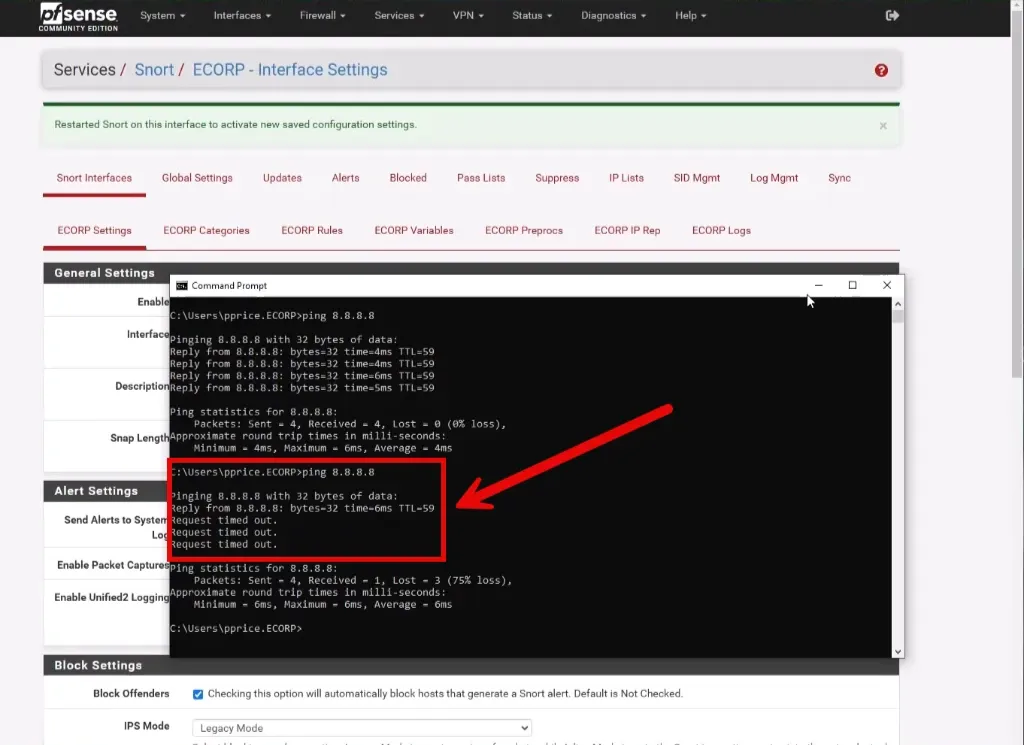 pfsense
COMMUNITY EDITION
System Interfaces Firewall Services VPN Status Diagnostics Help
Services / Snort / ECORP - Interface Settings
Restarted Snort on this interface to activate new saved configuration settings.
Snort Interfaces Global Settings Updates Alerts Blocked Pass Lists Suppress IP Lists SID Mgmt Log Mgmt Sync
ECORP Settings ECORP Categories ECORP Rules ECORP Variables ECORP Preprocs ECORP IP Rep ECORP Logs
General Settings
Enable
Interface
Description
Snap Length
Alert Settings
Send Alerts to System
Log
Enable Packet Captures
Enable Unified2 Logging
Command Prompt
C:\Users\pprice.ECORP>ping 8.8.8.8
Pinging 8.8.8.8 with 32 bytes of data:
Reply from 8.8.8.8: bytes=32 time=4ms TTL=59
Reply from 8.8.8.8: bytes=32 time=4ms TTL=59
Reply from 8.8.8.8: bytes=32 time=6ms TTL=59
Reply from 8.8.8.8: bytes=32 time=5ms TTL=59
Ping statistics for 8.8.8.8:
Packets: Sent = 4, Received = 4, Lost = 0 (0% loss),
Approximate round trip times in milli-seconds:
Minimum = 4ms, Maximum = 6ms, Average = 4ms
C:\Users\pprice.ECORP>ping 8.8.8.8
Pinging 8.8.8.8 with 32 bytes of data:
Reply from 8.8.8.8: bytes=32 time=6ms TTL=59
Request timed out.
Request timed out.
Request timed out.
Ping statistics for 8.8.8.8:
Packets: Sent = 4, Received = 1, Lost = 3 (75% loss),
Approximate round trip times in milli-seconds:
Minimum = 6ms, Maximum = 6ms, Average = 6ms
C:\Users\pprice.ECORP>
Block Settings
Block Offenders Checking this option will automatically block hosts that generate a Snort alert. Default is Not Checked.
IPS Mode Legacy Mode